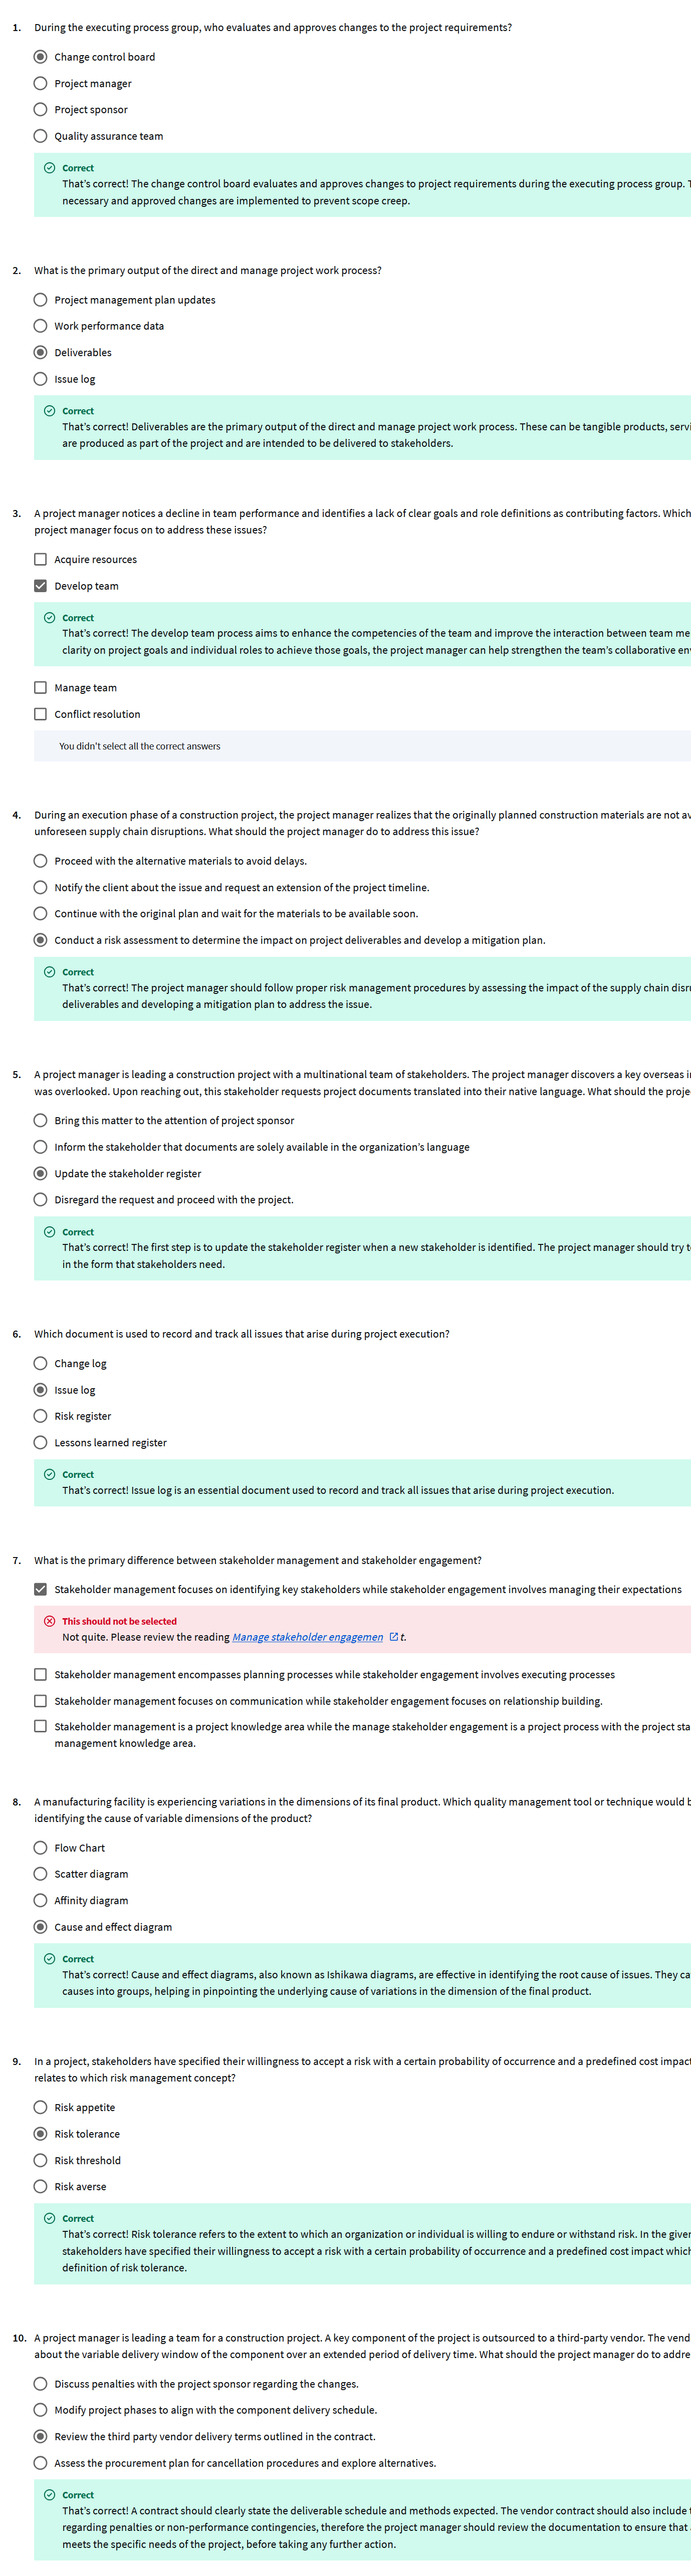 1. During the executing process group, who evaluates and approves changes to the project requirements?
Change control board
Project manager
Project sponsor
Quality assurance team
Correct
That's correct! The change control board evaluates and approves changes to project requirements during the executing process group.
necessary and approved changes are implemented to prevent scope creep.
2. What is the primary output of the direct and manage project work process?
Project management plan updates
Work performance data
Deliverables
Issue log
Correct
That's correct! Deliverables are the primary output of the direct and manage project work process. These can be tangible products, servi
are produced as part of the project and are intended to be delivered to stakeholders.
3. A project manager notices a decline in team performance and identifies a lack of clear goals and role definitions as contributing factors. Which
project manager focus on to address these issues?
Acquire resources
Develop team
Correct
That's correct! The develop team process aims to enhance the competencies of the team and improve the interaction between team me
clarity on project goals and individual roles to achieve those goals, the project manager can help strengthen the team's collaborative en
Manage team
Conflict resolution
You didn't select all the correct answers
4. During an execution phase of a construction project, the project manager realizes that the originally planned construction materials are not av
unforeseen supply chain disruptions. What should the project manager do to address this issue?
Proceed with the alternative materials to avoid delays.
Notify the client about the issue and request an extension of the project timeline.
Continue with the original plan and wait for the materials to be available soon.
Conduct a risk assessment to determine the impact on project deliverables and develop a mitigation plan.
Correct
That's correct! The project manager should follow proper risk management procedures by assessing the impact of the supply chain disr
deliverables and developing a mitigation plan to address the issue.
5. A project manager is leading a construction project with a multinational team of stakeholders. The project manager discovers a key overseas i
was overlooked. Upon reaching out, this stakeholder requests project documents translated into their native language. What should the proje
Bring this matter to the attention of project sponsor
Inform the stakeholder that documents are solely available in the organization's language
Update the stakeholder register
Disregard the request and proceed with the project.
Correct
That's correct! The first step is to update the stakeholder register when a new stakeholder is identified. The project manager should try t
in the form that stakeholders need.
6. Which document is used to record and track all issues that arise during project execution?
Change log
Issue log
Risk register
Lessons learned register
Correct
That's correct! Issue log is an essential document used to record and track all issues that arise during project execution.
7. What is the primary difference between stakeholder management and stakeholder engagement?
Stakeholder management focuses on identifying key stakeholders while stakeholder engagement involves managing their expectations
This should not be selected
Not quite. Please review the reading Manage stakeholder engagemen t.
Stakeholder management encompasses planning processes while stakeholder engagement involves executing processes
Stakeholder management focuses on communication while stakeholder engagement focuses on relationship building.
Stakeholder management is a project knowledge area while the manage stakeholder engagement is a project process with the project sta
management knowledge area.
8. A manufacturing facility is experiencing variations in the dimensions of its final product. Which quality management tool or technique would b
identifying the cause of variable dimensions of the product?
Flow Chart
Scatter diagram
Affinity diagram
Cause and effect diagram
Correct
That's correct! Cause and effect diagrams, also known as Ishikawa diagrams, are effective in identifying the root cause of issues. They ca
causes into groups, helping in pinpointing the underlying cause of variations in the dimension of the final product.
9. In a project, stakeholders have specified their willingness to accept a risk with a certain probability of occurrence and a predefined cost impact
relates to which risk management concept?
Risk appetite
Risk tolerance
Risk threshold
Risk averse
Correct
That's correct! Risk tolerance refers to the extent to which an organization or individual is willing to endure or withstand risk. In the give
stakeholders have specified their willingness to accept a risk with a certain probability of occurrence and a predefined cost impact whic
definition of risk tolerance.
10. A project manager is leading a team for a construction project. A key component of the project is outsourced to a third-party vendor. The vend
about the variable delivery window of the component over an extended period of delivery time. What should the project manager do to addre
Discuss penalties with the project sponsor regarding the changes.
Modify project phases to align with the component delivery schedule.
Review the third party vendor delivery terms outlined in the contract.
Assess the procurement plan for cancellation procedures and explore alternatives.
Correct
That's correct! A contract should clearly state the deliverable schedule and methods expected. The vendor contract should also include
regarding penalties or non-performance contingencies, therefore the project manager should review the documentation to ensure that
meets the specific needs of the project, before taking any further action.